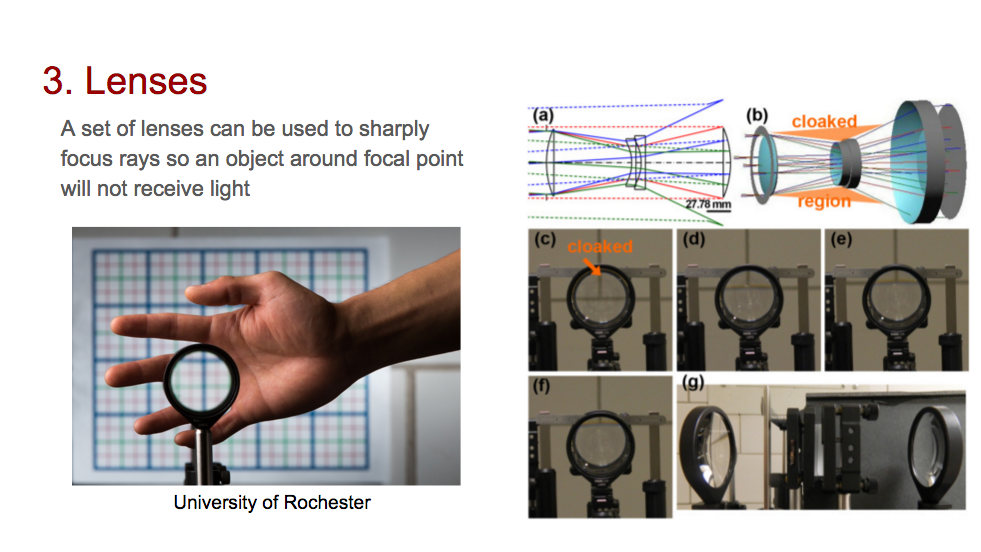 3. Lenses
A set of lenses can be used to sharply
focus rays so an object around focal point
will not receive light
University of Rochester
(a)
27.78 mm
(b)
cloaked
region
(c)
cloaked
(d)
(e)
(f)
(g)